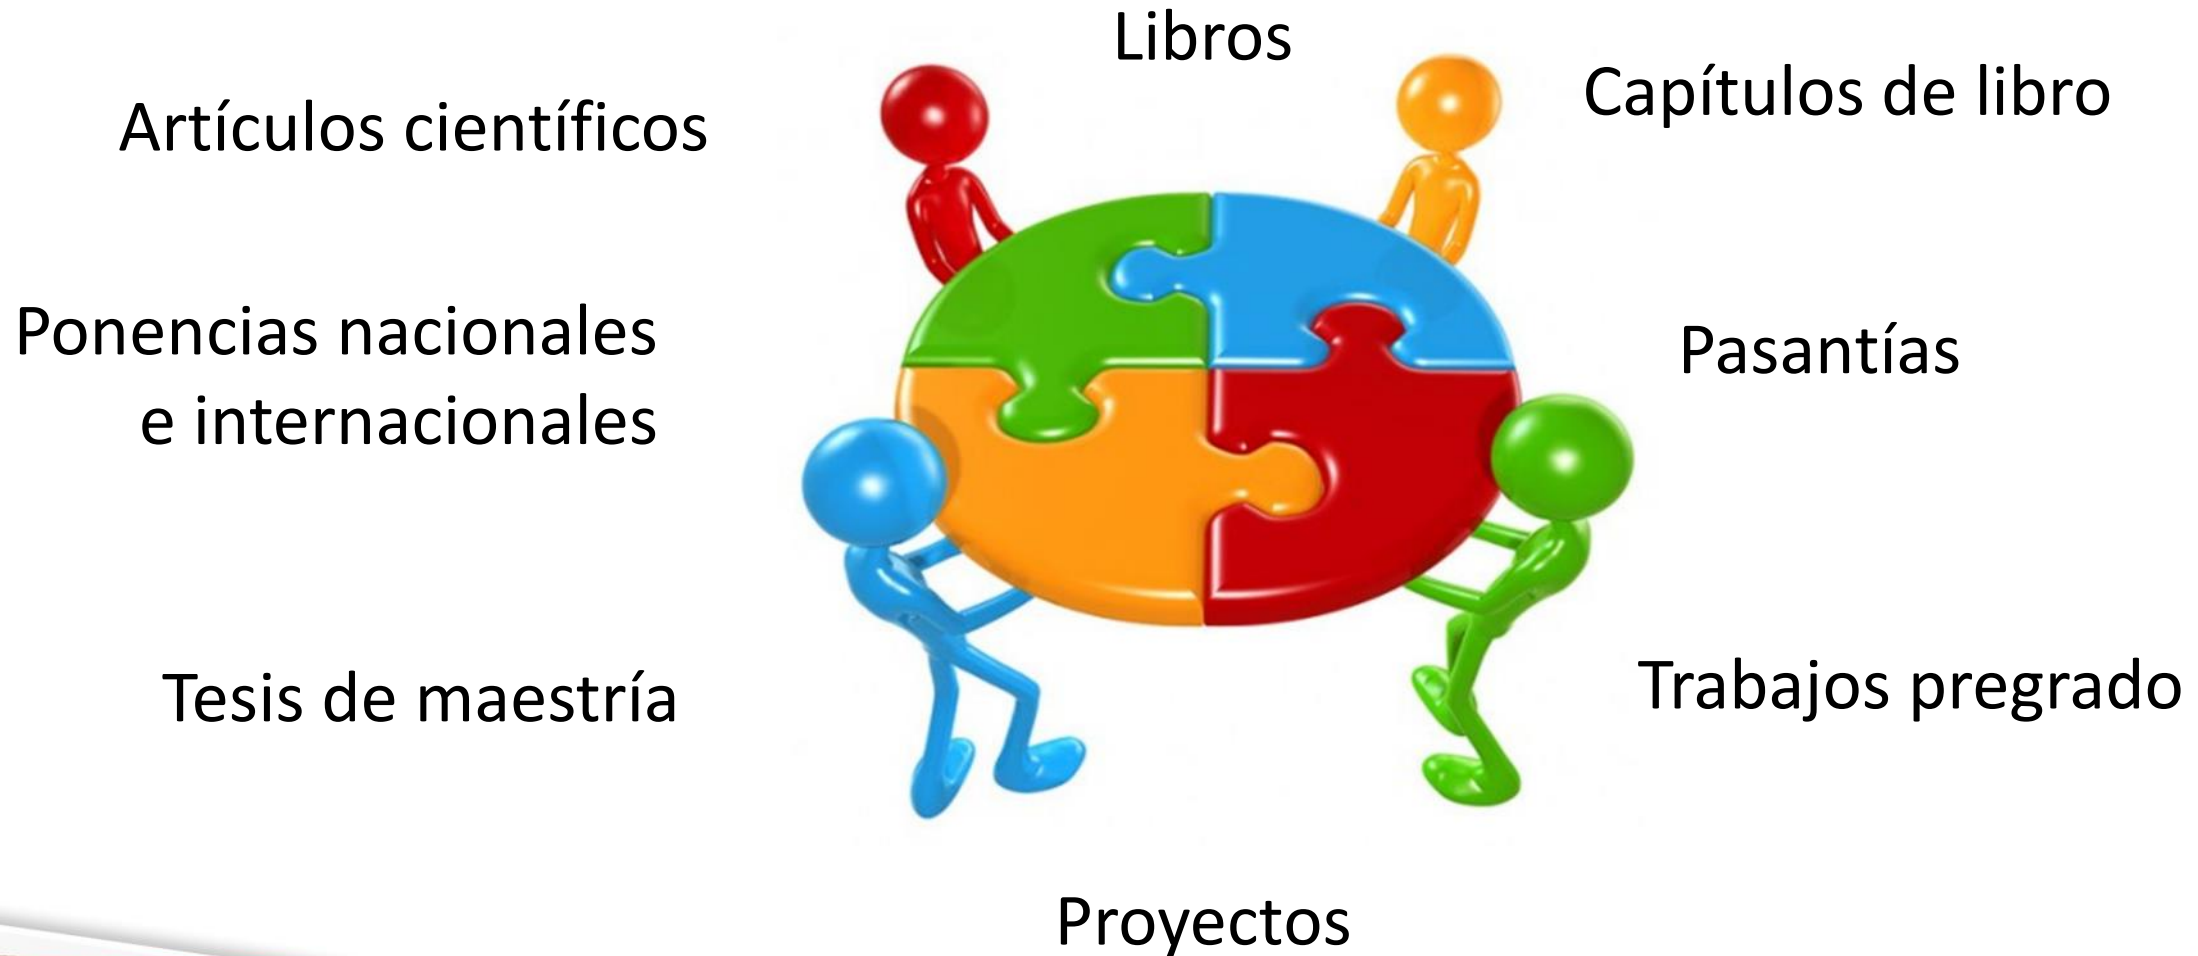 Libros
Capítulos de libro
Artículos científicos
Ponencias nacionales
e internacionales
Pasantías
Tesis de maestría
Trabajos pregrado
Proyectos